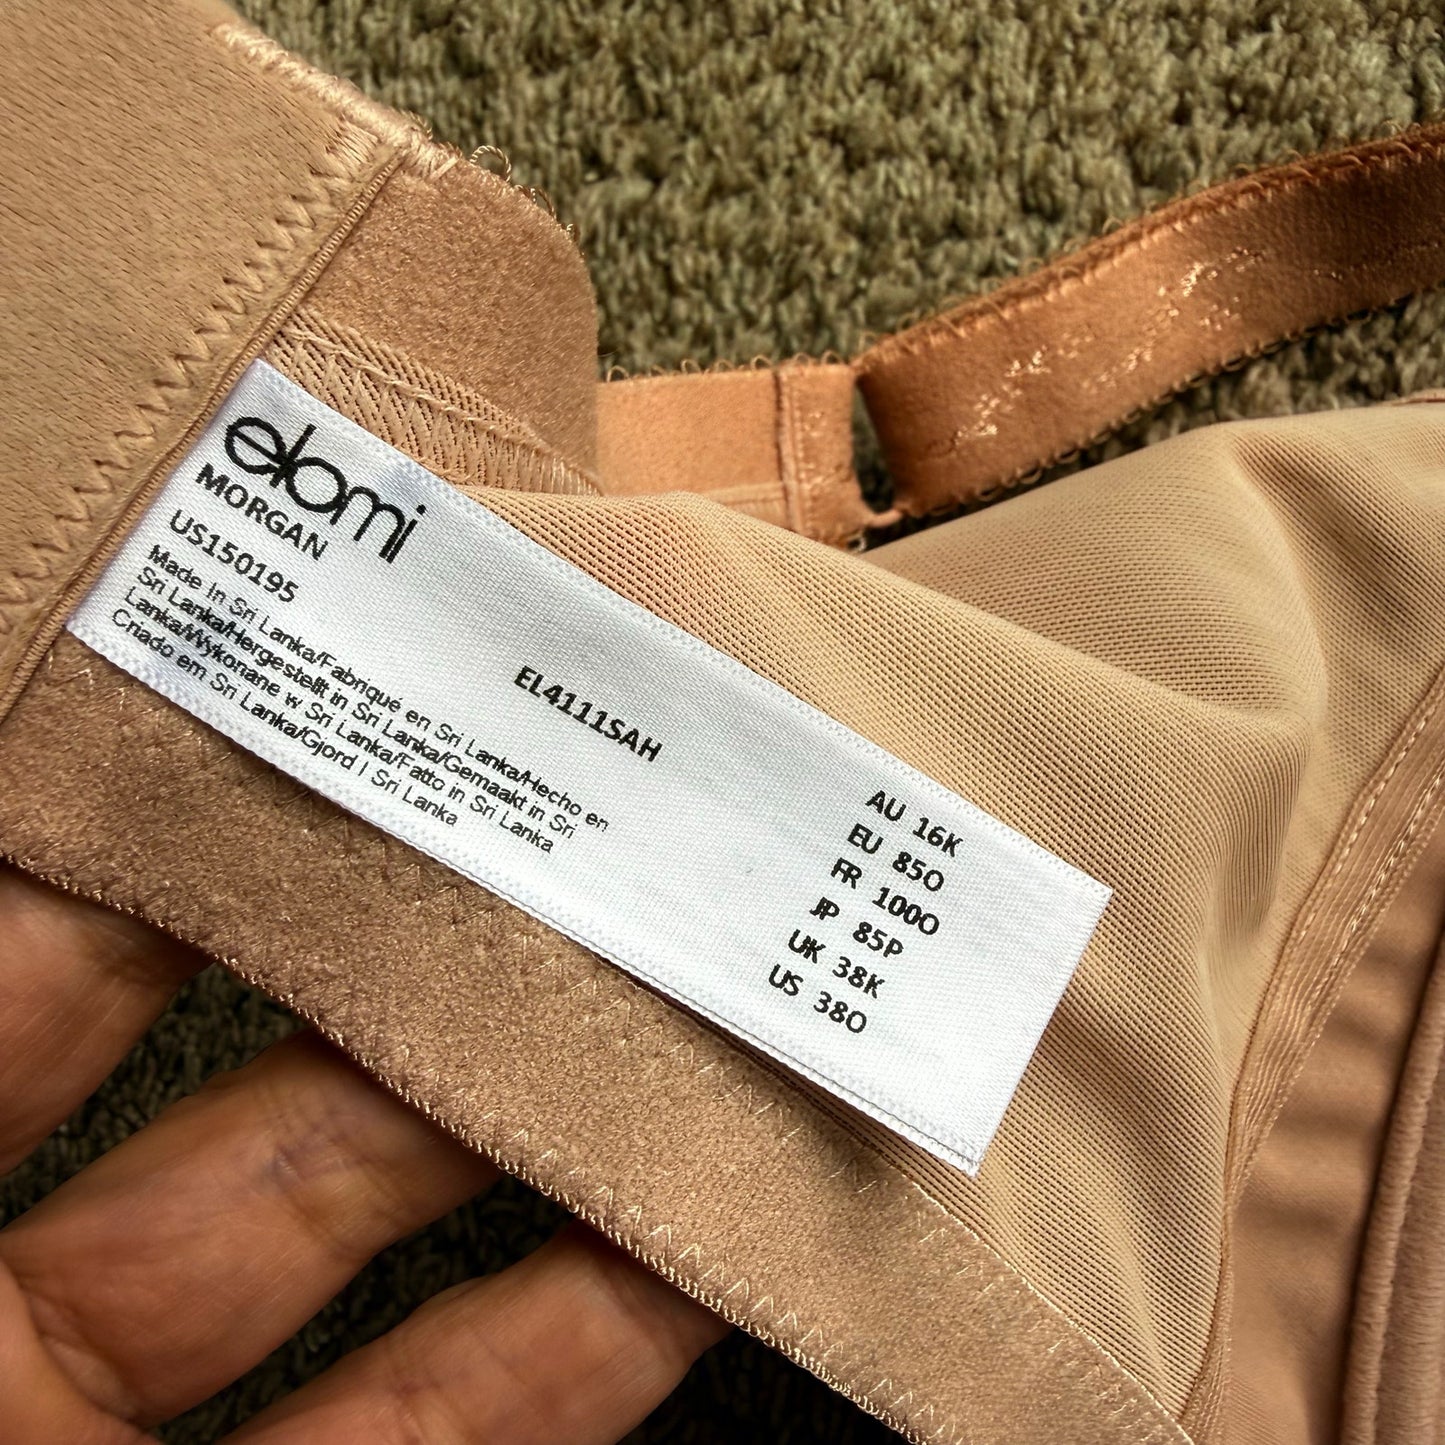 elomi
MORGAN
US150195
Made In Sri Lanka/Fabriqué en Sri Lanka/Hecho en
Sri Lanka/Hergestellt in Sri Lanka/Gemaakt in Sri
Lanka/Wykonane w Sri Lanka/Fatto in Sri Lanka
Criado em Sri Lanka/Gjord I Sri Lanka
EL4111SAH
AU 16K
EU 85O
FR 100O
JP 85P
UK 38K
US 38O